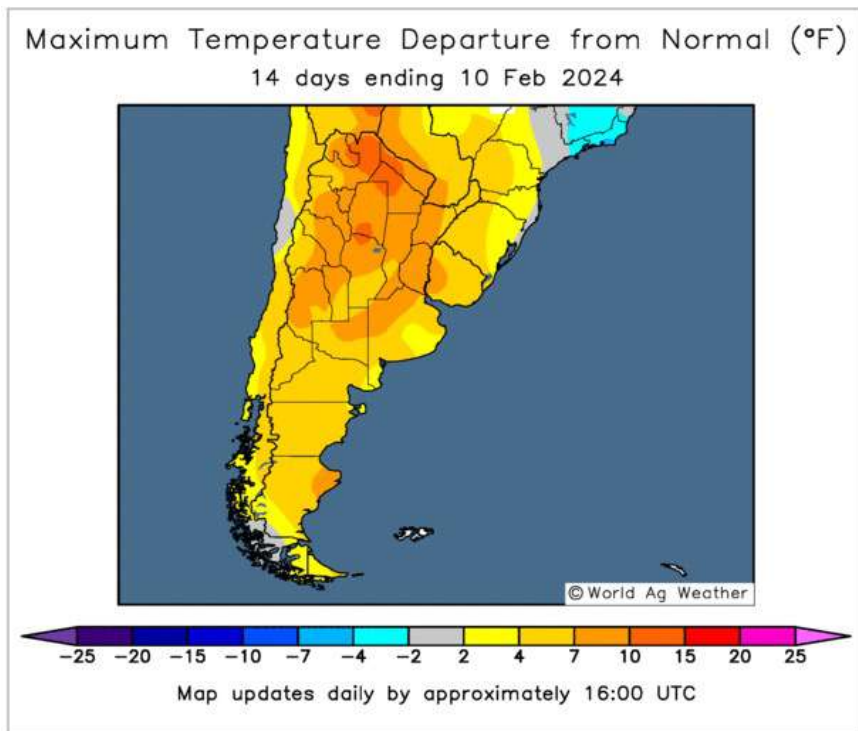 Maximum Temperature Departure from Normal (°F)
14 days ending 10 Feb 2024
© World Ag Weather
-25 -20 -15 -10 -7 -4 -2 2 4 7 10 15 20 25
Map updates daily by approximately 16:00 UTC